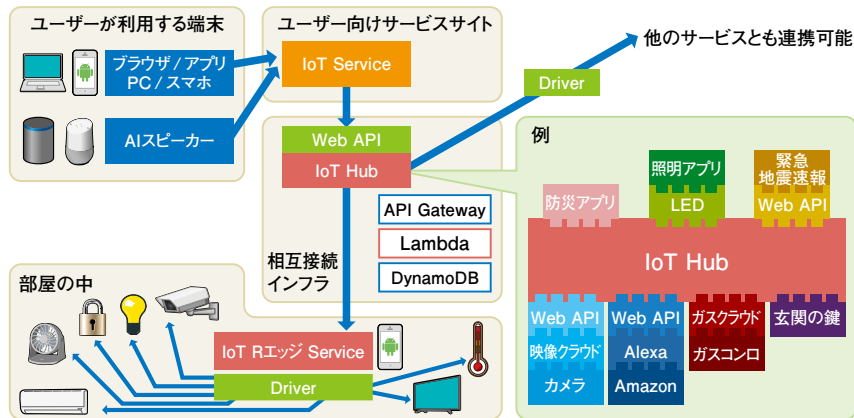 ユーザーが利用する端末
ブラウザ/アプリ
PC/スマホ
AIスピーカー
ユーザー向けサービスサイト
IoT Service
他のサービスとも連携可能
Driver
Web API
IoT Hub
API Gateway
Lambda
DynamoDB
相互接続
インフラ
部屋の中
IoT Rエッジ Service
Driver
例
防災アプリ
照明アプリ
LED
緊急
地震速報
Web API
IoT Hub
Web API
映像クラウド
カメラ
Web API
Alexa
Amazon
ガスクラウド
ガスコンロ
玄関の鍵